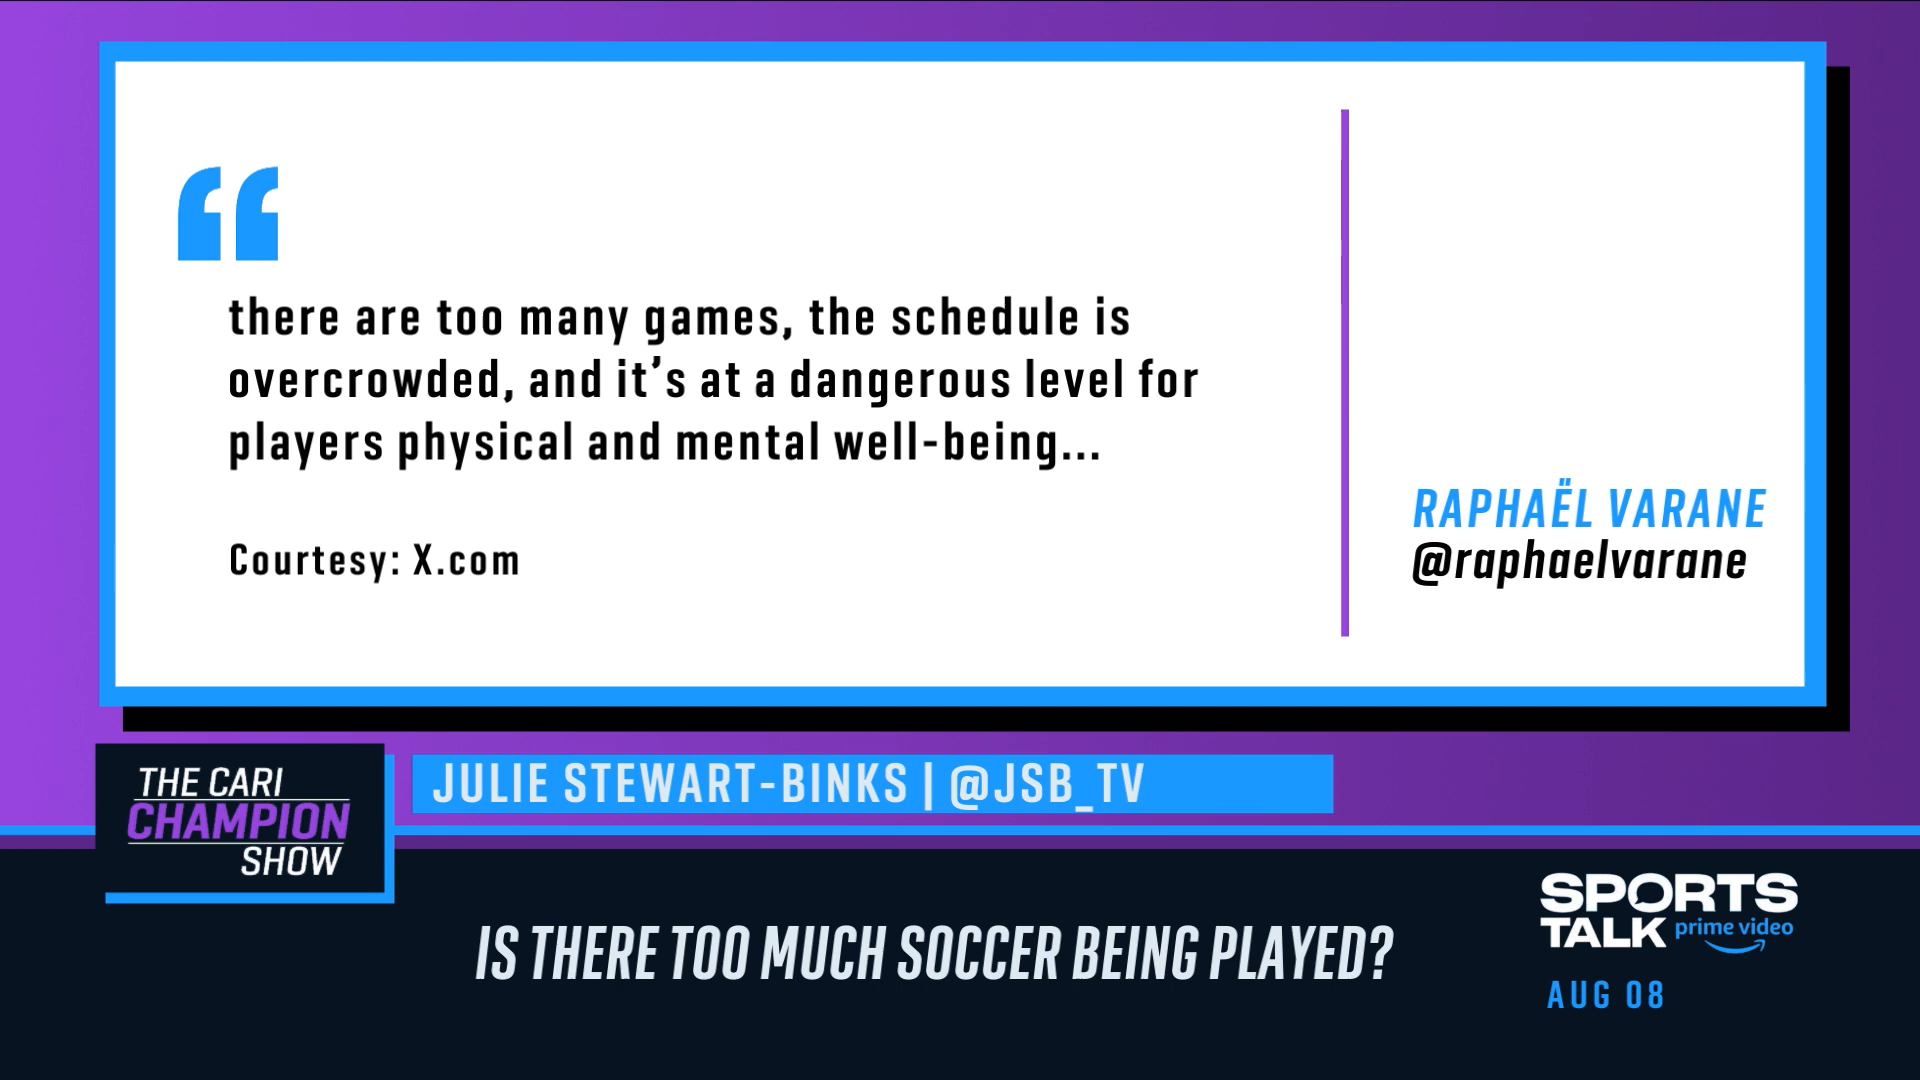 “
there are too many games, the schedule is
overcrowded, and it’s at a dangerous level for
players physical and mental well-being...
Courtesy: X.com
RAPHAËL VARANE
@raphaelvarane
THE CARI
CHAMPION
SHOW
JULIE STEWART-BINKS | @JSB_TV
IS THERE TOO MUCH SOCCER BEING PLAYED?
SPORTS
TALK prime video
AUG 08